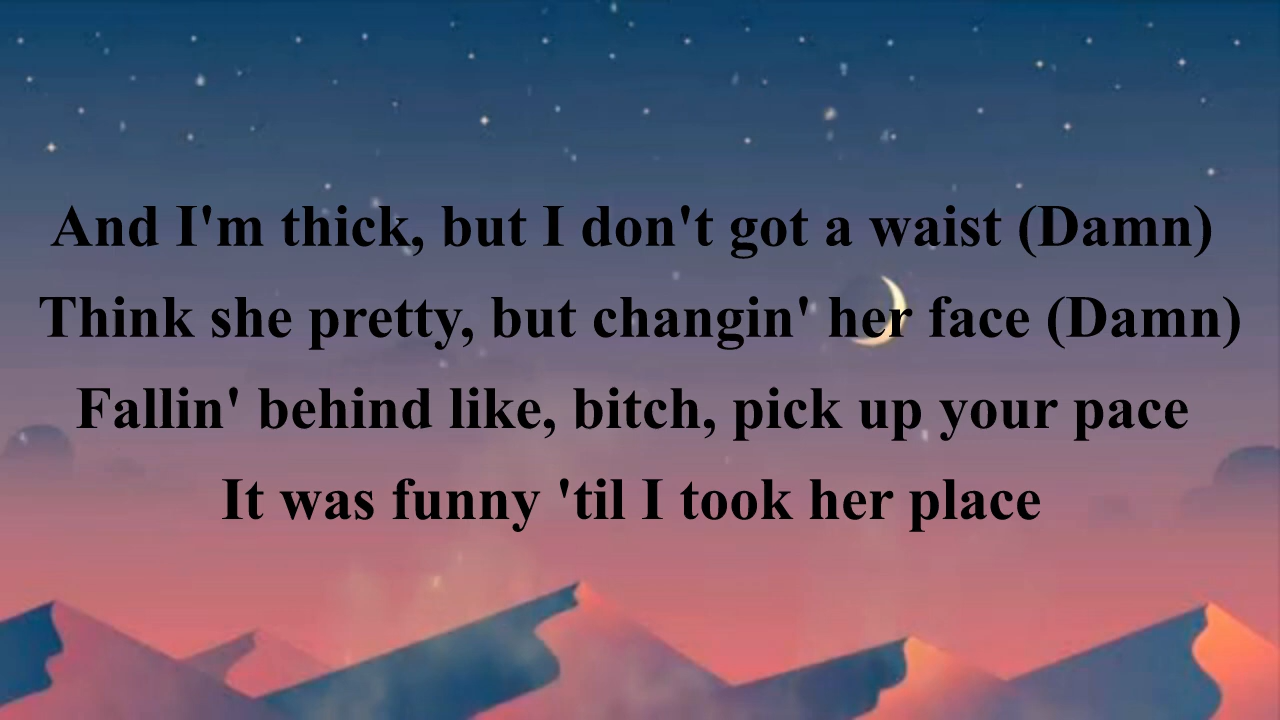 And I'm thick, but I don't got a waist (Damn)
Think she pretty, but changin' her face (Damn)
Fallin' behind like, bitch, pick up your pace
It was funny 'til I took her place